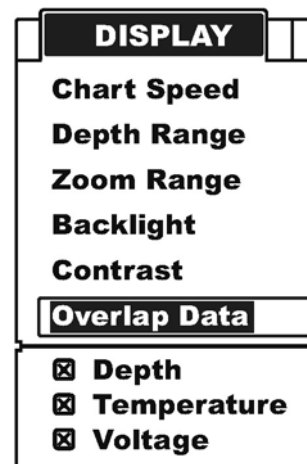 DISPLAY
Chart Speed
Depth Range
Zoom Range
Backlight
Contrast
Overlap Data
☒ Depth
☒ Temperature
☒ Voltage